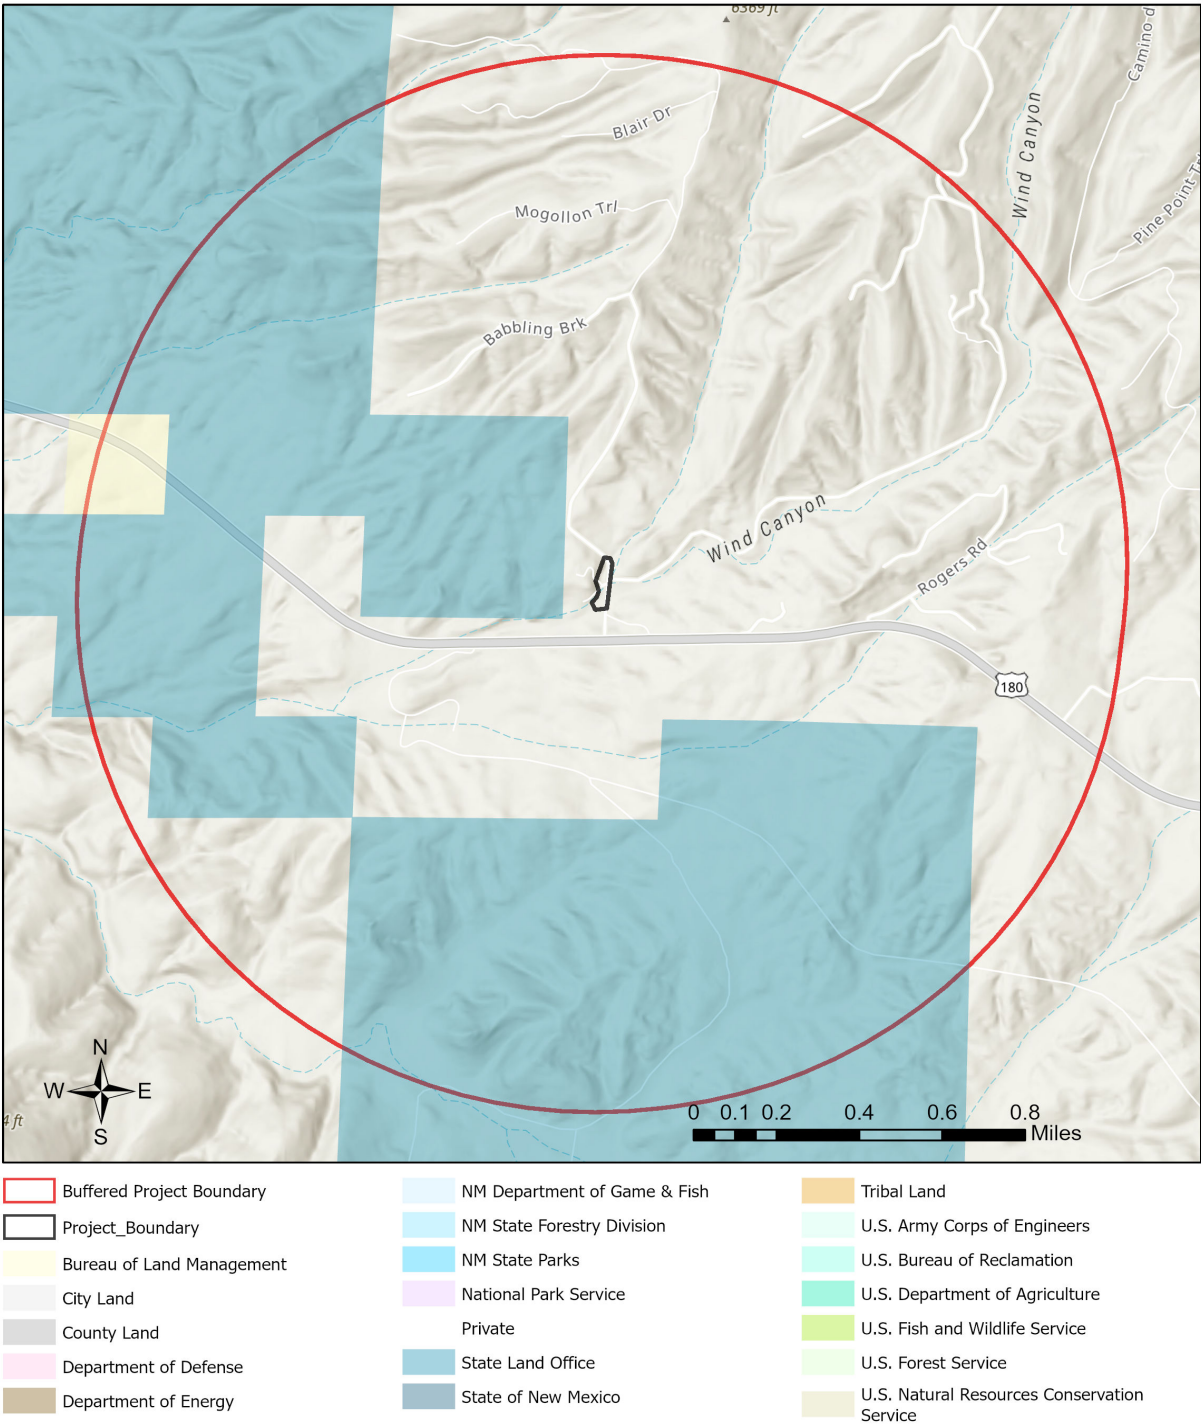 6369 ft
Camino d
Blair Dr
Wind Canyon
Mogollon Trl
Pine Point Trl
Babbling Brk
Wind Canyon
Rogers Rd
180
N
W E
S
4 ft
0 0.1 0.2 0.4 0.6 0.8
Miles
Buffered Project Boundary
Project_Boundary
Bureau of Land Management
City Land
County Land
Department of Defense
Department of Energy
NM Department of Game & Fish
NM State Forestry Division
NM State Parks
National Park Service
Private
State Land Office
State of New Mexico
Tribal Land
U.S. Army Corps of Engineers
U.S. Bureau of Reclamation
U.S. Department of Agriculture
U.S. Fish and Wildlife Service
U.S. Forest Service
U.S. Natural Resources Conservation
Service